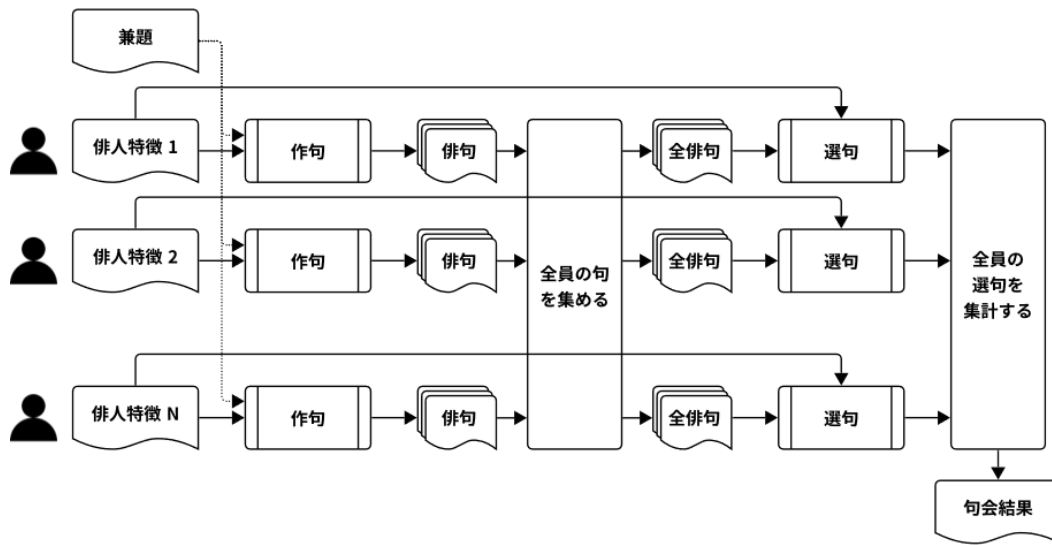 兼題
俳人特徴 1
作句
俳句
全俳句
選句
俳人特徴 2
作句
俳句
全員の句
を集める
全俳句
選句
全員の
選句を
集計する
俳人特徴 N
作句
俳句
全俳句
選句
句会結果